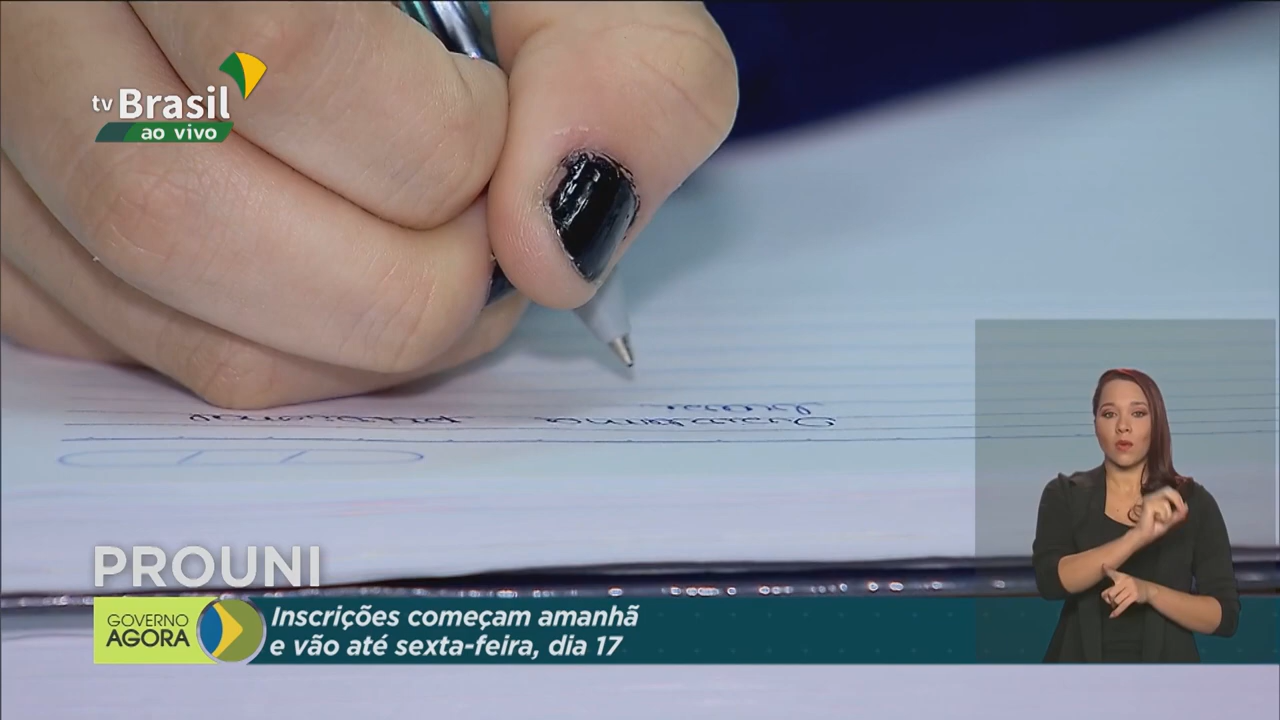 tv Brasil
ao vivo
PROUNI
GOVERNO
AGORA
Inscrições começam amanhã
e vão até sexta-feira, dia 17